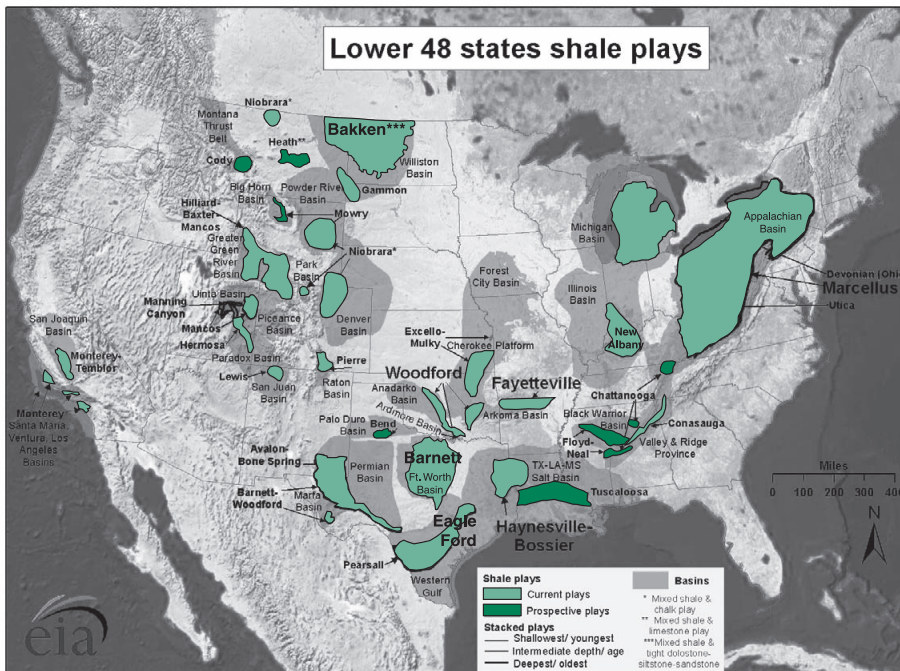 Lower 48 states shale plays
Niobrara*
Montana
Thrust
Belt
Bakken***
Heath**
Cody
Williston
Basin
Big Horn
Basin
Powder River
Basin
Gammon
Mowry
Hilliard-
Baxter-
Mancos
Greater
Green
River
Basin
Park
Basin
Niobrara*
Michigan
Basin
Appalachian
Basin
Devonian (Ohio
Marcellus
Utica
Forest
City Basin
Illinois
Basin
Uinta Basin
Manning
Canyon
Piceance
Basin
Denver
Basin
Mancos
Hermosa
Paradox Basin
San Joaquin
Basin
Monterey-
Temblor
Excello-
Mulky
Cherokee Platform
New
Albany
Lewis
San Juan
Basin
Pierre
Raton
Basin
Woodford
Anadarko
Basin
Ardmore Basin
Fayetteville
Arkoma Basin
Chattanooga
Black Warrior
Basin
Conasauga
Floyd-
Neal
Valley & Ridge
Province
Monterey
Santa Maria,
Ventura, Los
Angeles
Basins
Palo Duro
Basin
Bend
Avalon-
Bone Spring
Permian
Basin
Barnett
Ft. Worth
Basin
TX-LA-MS
Salt Basin
Tuscaloosa
Barnett-
Woodford
Marfa
Basin
Eagle
Ford
Haynesville-
Bossier
Pearsall
Western
Gulf
Miles
0 100 200 300 400
N
Shale plays
Current plays
Prospective plays
Stacked plays
Shallowest/ youngest
Intermediate depth/ age
Deepest/ oldest
Basins
* Mixed shale &
chalk play
** Mixed shale &
limestone play
***Mixed shale &
tight dolostone-
siltstone-sandstone
eia